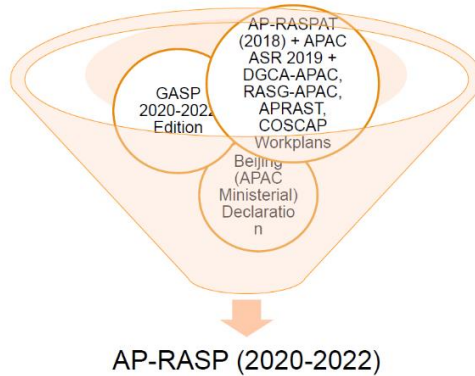 AP-RASPAT
(2018) + APAC
ASR 2019 +
DGCA-APAC,
RASG-APAC,
APRAST,
COSCAP
Workplans
GASP
2020-2022
Edition
Beijing
(APAC
Ministerial)
Declaratio
n
AP-RASP (2020-2022)